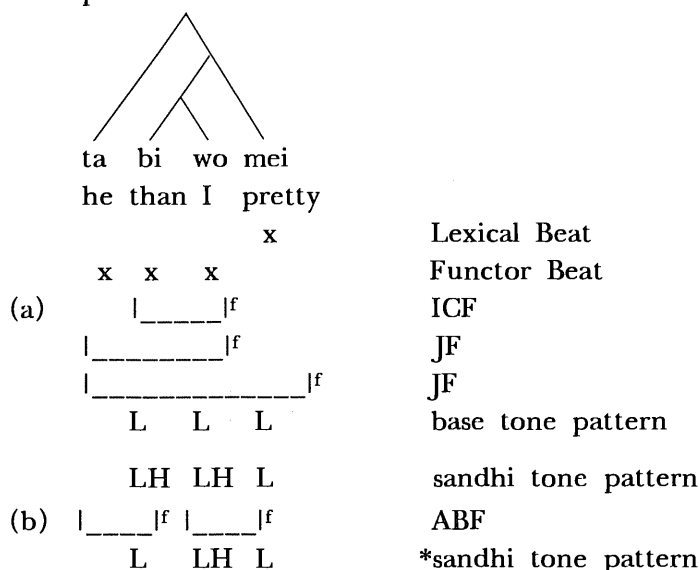 ta bi wo mei
he than I pretty
x Lexical Beat
x x x Functor Beat
(a) |_____|f ICF
|________|f JF
|_____________|f JF
L L L base tone pattern
LH LH L sandhi tone pattern
(b) |____|f |____|f ABF
L LH L *sandhi tone pattern